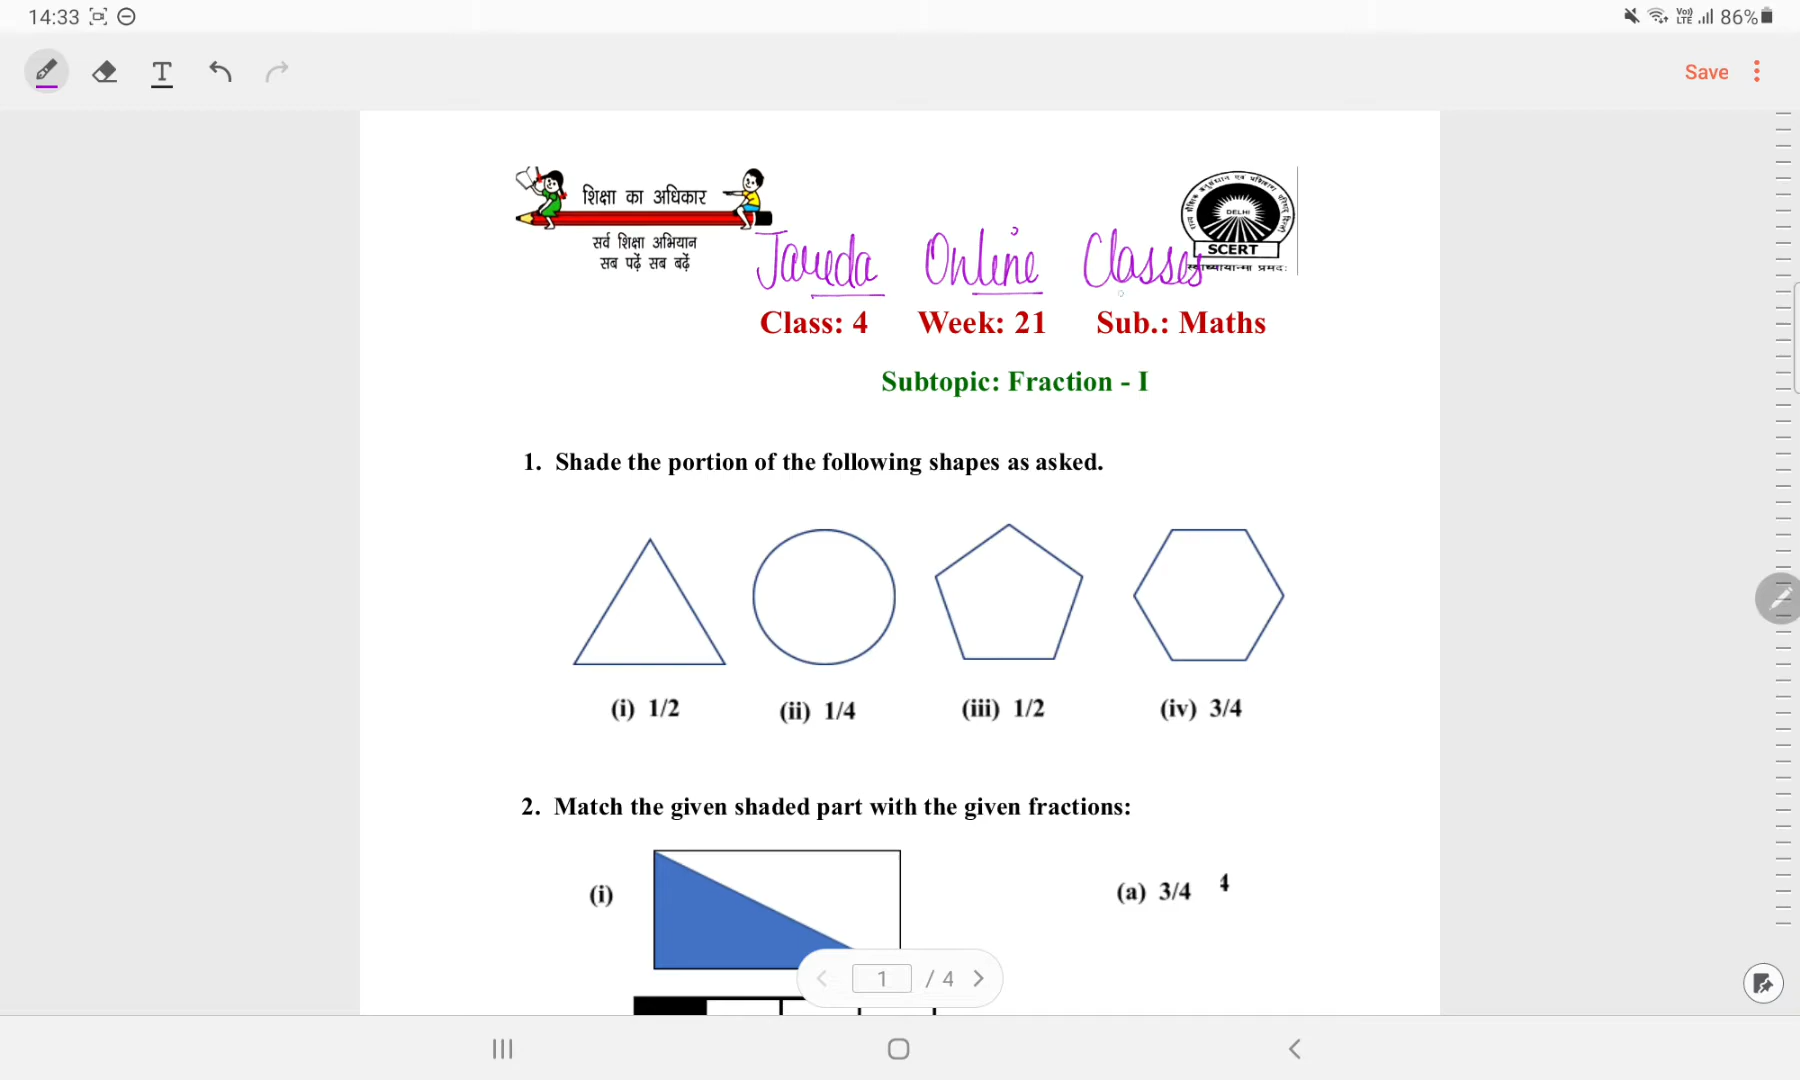 14:33 86%
Save
शिक्षा का अधिकार
सर्व शिक्षा अभियान
सब पढ़ें सब बढ़ें
DELHI
SCERT
Online Classes
Class: 4 Week: 21 Sub.: Maths
Subtopic: Fraction - I
1. Shade the portion of the following shapes as asked.
(i) 1/2 (ii) 1/4 (iii) 1/2 (iv) 3/4
2. Match the given shaded part with the given fractions:
(i) (a) 3/4 4
1 / 4